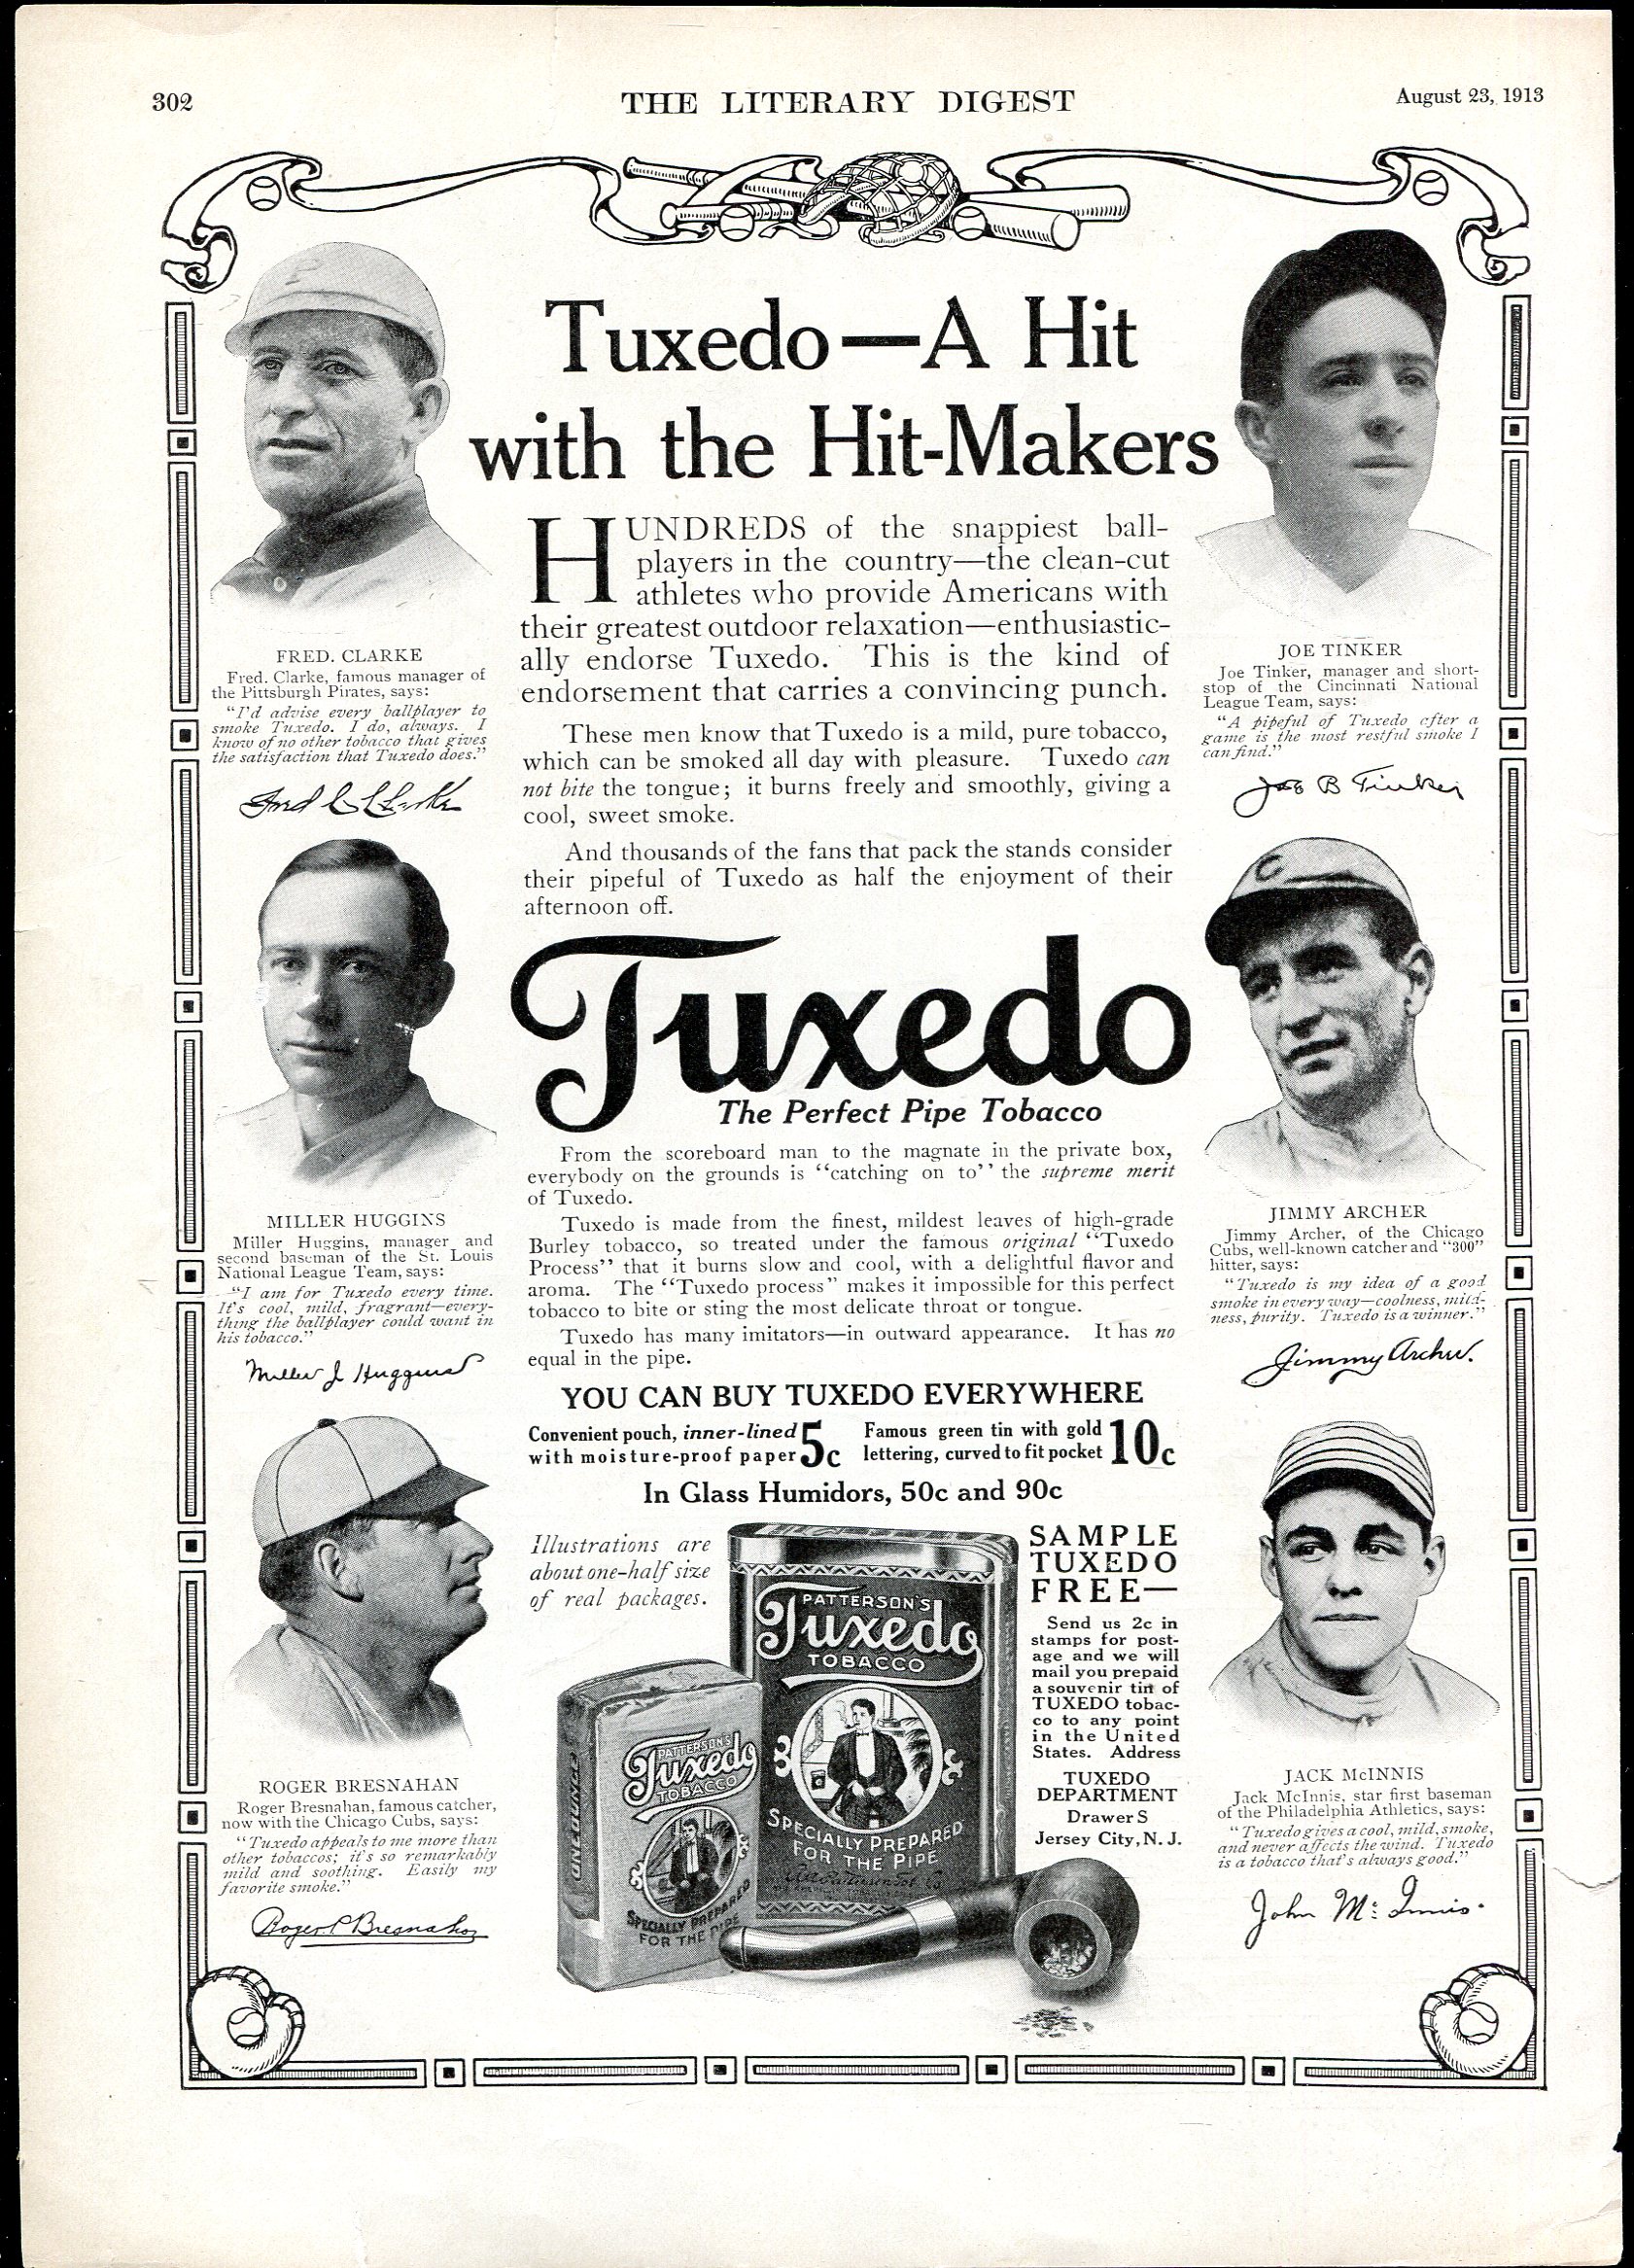 302
THE LITERARY DIGEST
August 23, 1913
Tuxedo—A Hit
with the Hit-Makers
FRED. CLARKE
Fred. Clarke, famous manager of
the Pittsburgh Pirates, says:
"I'd advise every ballplayer to
smoke Tuxedo. I do, always. I
know of no other tobacco that gives
the satisfaction that Tuxedo does."
Fred C Clarke
MILLER HUGGINS
Miller Huggins, manager and
second baseman of the St. Louis
National League Team, says:
"I am for Tuxedo every time.
It's cool, mild, fragrant—every-
thing the ballplayer could want in
his tobacco."
Miller J Huggins
ROGER BRESNAHAN
Roger Bresnahan, famous catcher,
now with the Chicago Cubs, says:
"Tuxedo appeals to me more than
other tobaccos; it's so remarkably
mild and soothing. Easily my
favorite smoke."
Roger P Bresnahan
HUNDREDS of the snappiest ball-
players in the country—the clean-cut
athletes who provide Americans with
their greatest outdoor relaxation—enthusiastic-
ally endorse Tuxedo. This is the kind of
endorsement that carries a convincing punch.
These men know that Tuxedo is a mild, pure tobacco,
which can be smoked all day with pleasure. Tuxedo can
not bite the tongue; it burns freely and smoothly, giving a
cool, sweet smoke.
And thousands of the fans that pack the stands consider
their pipeful of Tuxedo as half the enjoyment of their
afternoon off.
Tuxedo
The Perfect Pipe Tobacco
From the scoreboard man to the magnate in the private box,
everybody on the grounds is "catching on to" the supreme merit
of Tuxedo.
Tuxedo is made from the finest, mildest leaves of high-grade
Burley tobacco, so treated under the famous original "Tuxedo
Process" that it burns slow and cool, with a delightful flavor and
aroma. The "Tuxedo process" makes it impossible for this perfect
tobacco to bite or sting the most delicate throat or tongue.
Tuxedo has many imitators—in outward appearance. It has no
equal in the pipe.
YOU CAN BUY TUXEDO EVERYWHERE
Convenient pouch, inner-lined
with moisture-proof paper 5c
Famous green tin with gold
lettering, curved to fit pocket 10c
In Glass Humidors, 50c and 90c
Illustrations are
about one-half size
of real packages.
PATTERSON'S
Tuxedo
TOBACCO
SPECIALLY PREPARED
FOR THE PIPE
PATTERSON'S
Tuxedo
TOBACCO
SPECIALLY PREPARED
FOR THE PIPE
SAMPLE
TUXEDO
FREE—
Send us 2c in
stamps for post-
age and we will
mail you prepaid
a souvenir tin of
TUXEDO tobac-
co to any point
in the United
States. Address
TUXEDO
DEPARTMENT
Drawer S
Jersey City, N. J.
JOE TINKER
Joe Tinker, manager and short-
stop of the Cincinnati National
League Team, says:
"A pipeful of Tuxedo after a
game is the most restful smoke I
can find."
Joe B Tinker
C
JIMMY ARCHER
Jimmy Archer, of the Chicago
Cubs, well-known catcher and "300"
hitter, says:
"Tuxedo is my idea of a good
smoke in every way—coolness, mild-
ness, purity. Tuxedo is a winner."
Jimmy Archer.
JACK McINNIS
Jack McInnis, star first baseman
of the Philadelphia Athletics, says:
"Tuxedo gives a cool, mild, smoke,
and never affects the wind. Tuxedo
is a tobacco that's always good."
John McInnis.